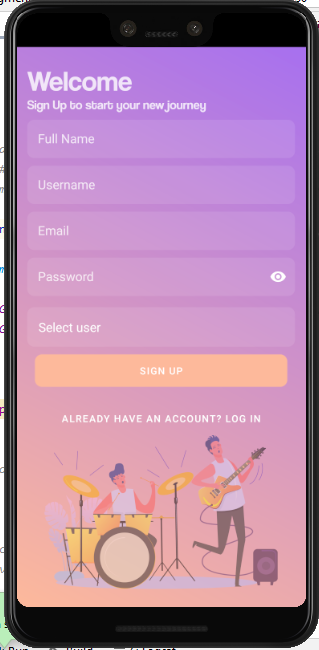 Welcome
Sign Up to start your new journey
Full Name
Username
Email
Password
Select user
SIGN UP
ALREADY HAVE AN ACCOUNT? LOG IN